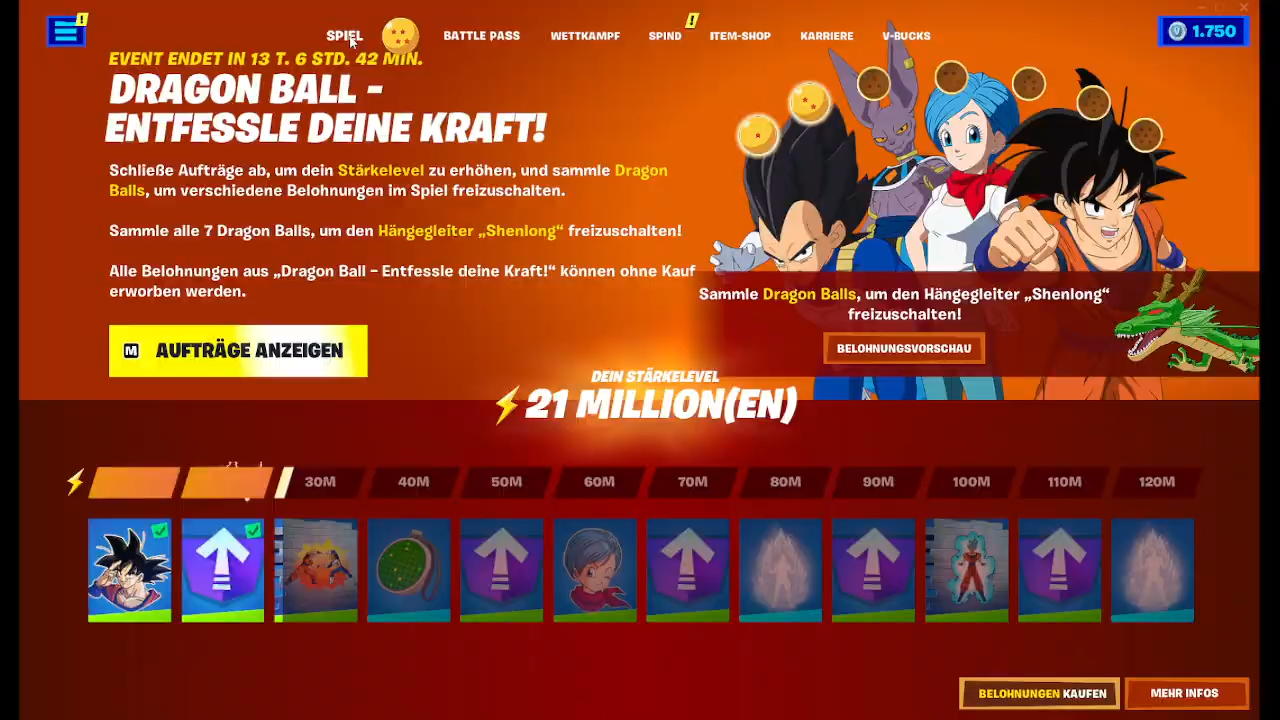 SPIEL
BATTLE PASS
WETTKAMPF
SPIND
ITEM-SHOP
KARRIERE
V-BUCKS
1.750
EVENT ENDET IN 13 T. 6 STD. 42 MIN.
DRAGON BALL -
ENTFESSLE DEINE KRAFT!
Schließe Aufträge ab, um dein Stärkelevel zu erhöhen, und sammle Dragon
Balls, um verschiedene Belohnungen im Spiel freizuschalten.
Sammle alle 7 Dragon Balls, um den Hängegleiter „Shenlong“ freizuschalten!
Alle Belohnungen aus „Dragon Ball – Entfessle deine Kraft!“ können ohne Kauf
erworben werden.
Sammle Dragon Balls, um den Hängegleiter „Shenlong“
freizuschalten!
BELOHNUNGSVORSCHAU
M AUFTRÄGE ANZEIGEN
DEIN STÄRKELEVEL
21 MILLION(EN)
30M 40M 50M 60M 70M 80M 90M 100M 110M 120M
BELOHNUNGEN KAUFEN
MEHR INFOS